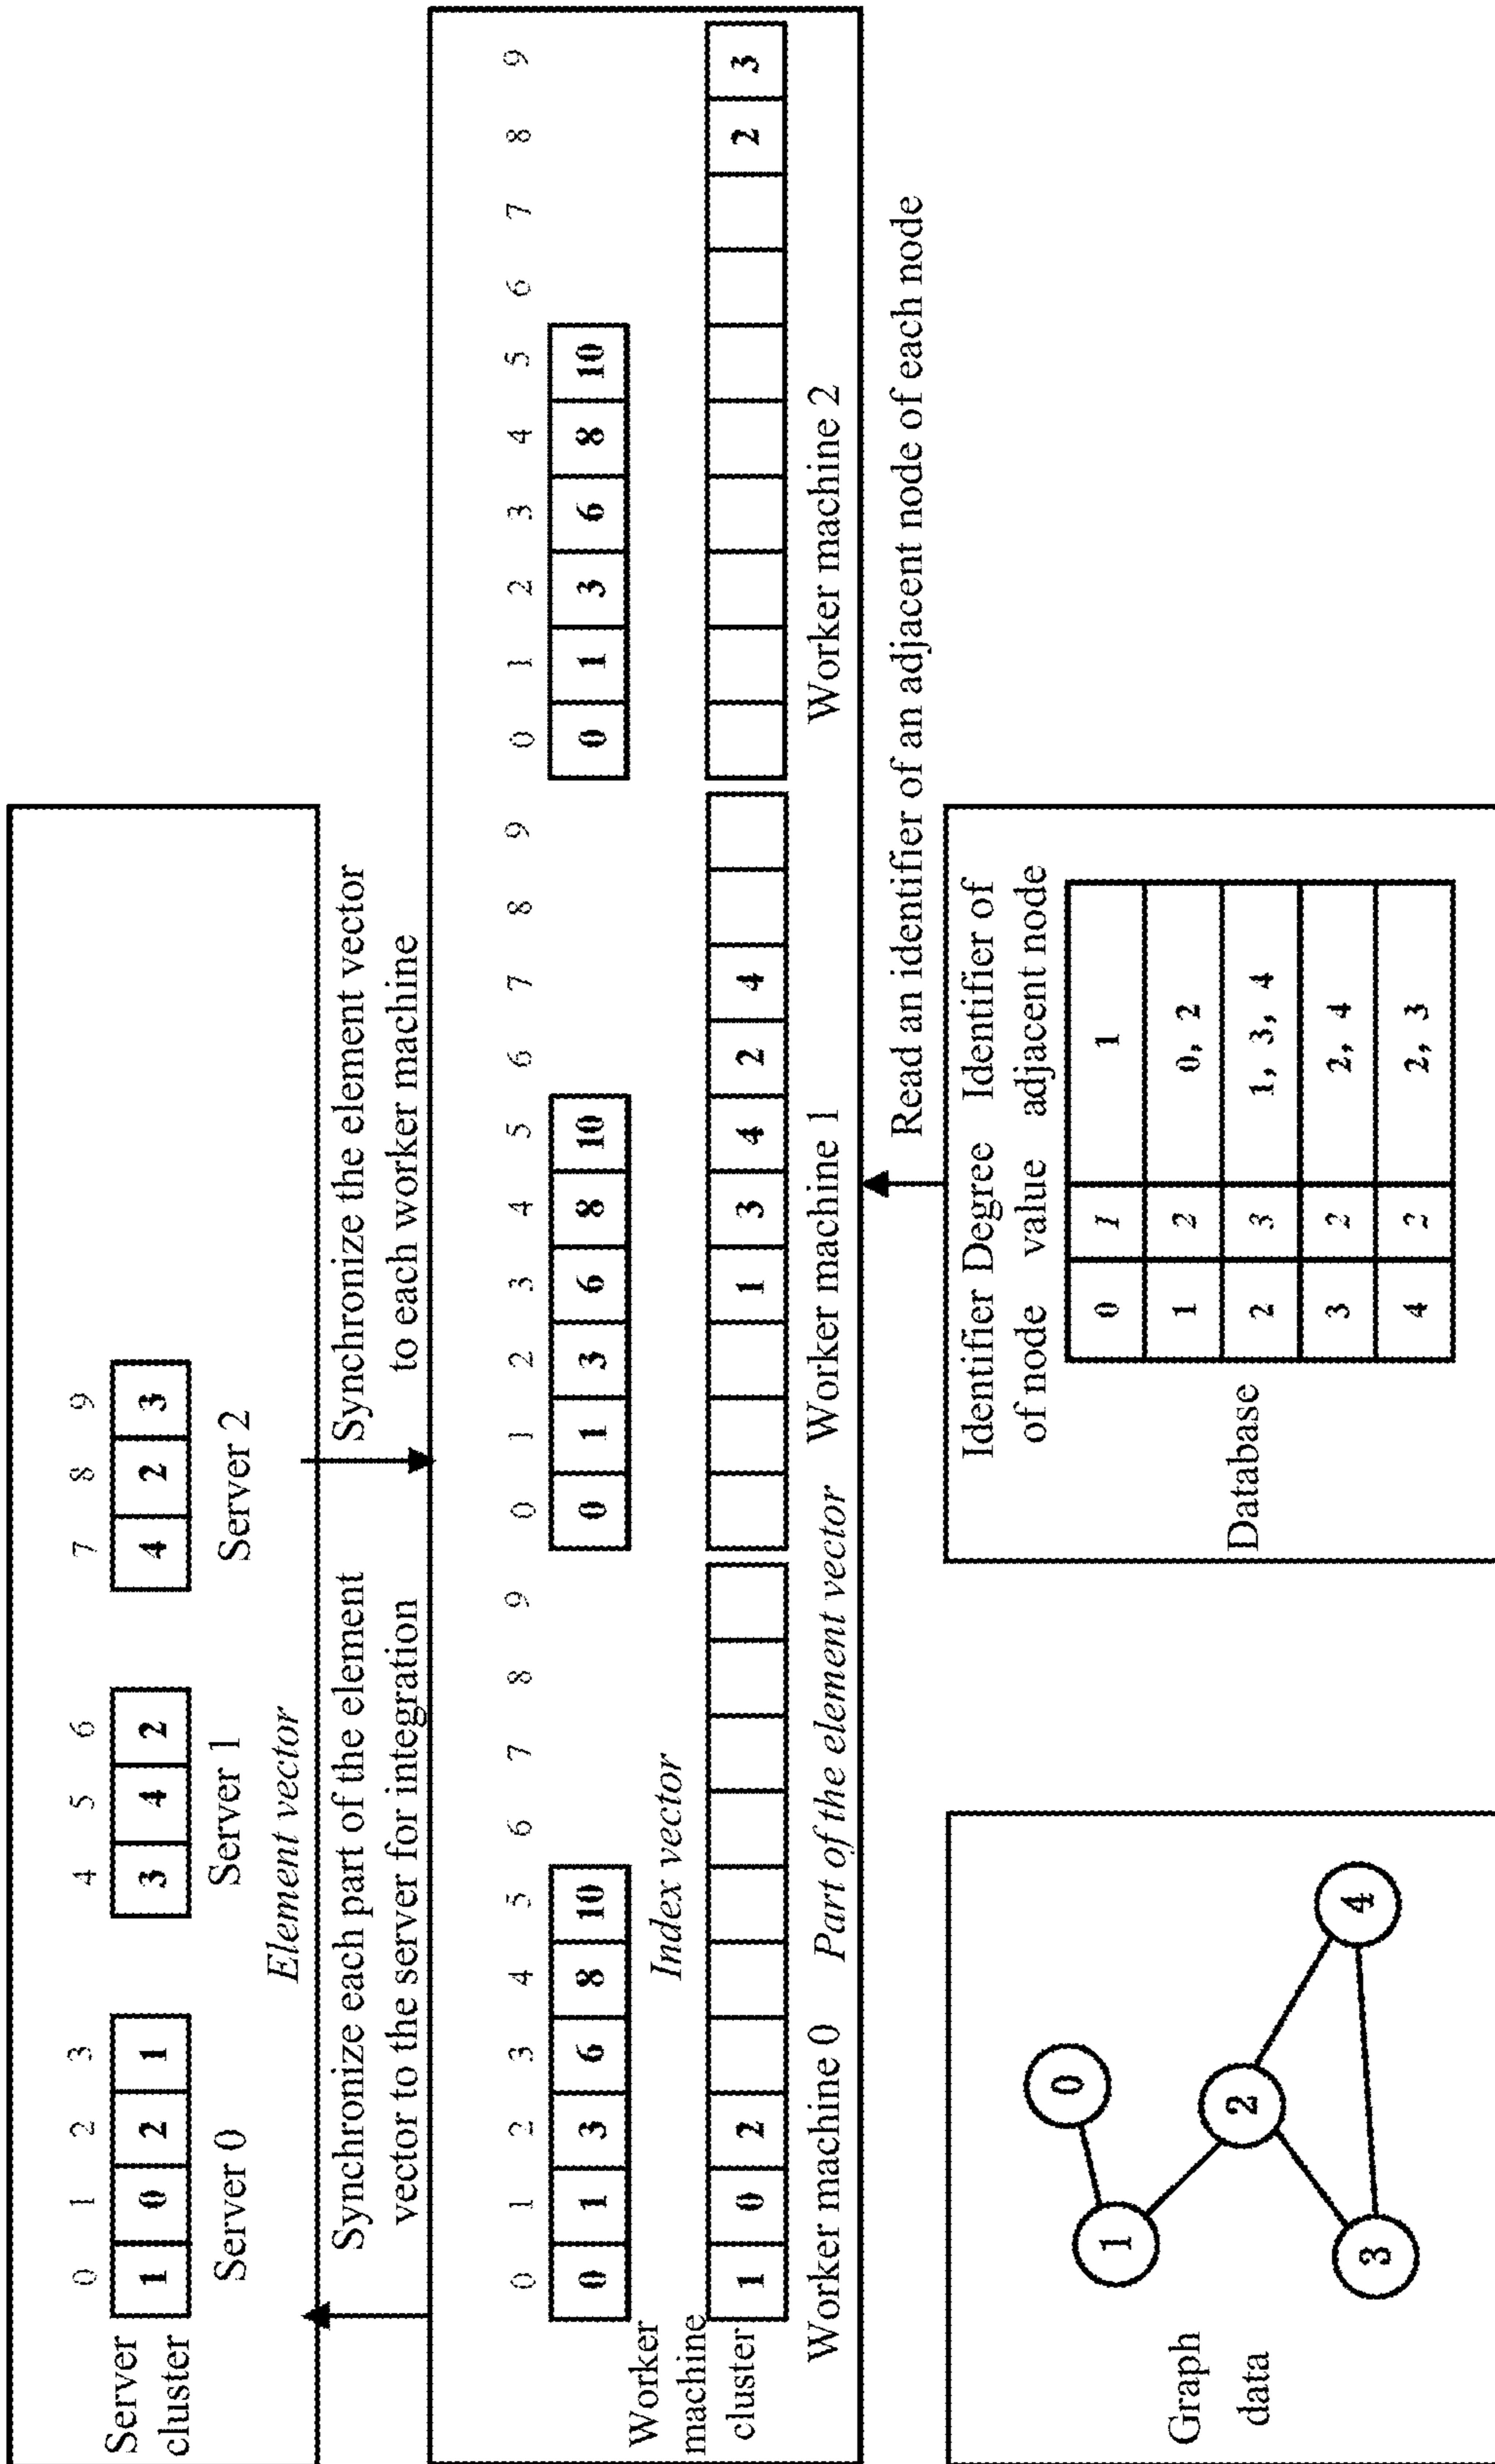 Server
cluster
0 1 2 3
1 0 2 1
Server 0
4 5 6
3 4 2
Server 1
7 8 9
4 2 3
Server 2
Element vector
Synchronize each part of the element
vector to the server for integration
Synchronize the element vector
to each worker machine
Worker
machine
cluster
0 1 2 3 4 5 6 7 8 9
0 1 3 6 8 10
Index vector
1 0 2
Worker machine 0
Part of the element vector
0 1 2 3 4 5 6 7 8 9
0 1 3 6 8 10
1 3 4 2 4
Worker machine 1
0 1 2 3 4 5 6 7 8 9
0 1 3 6 8 10
2 3
Worker machine 2
Read an identifier of an adjacent node of each node
Graph
data
0
1
2
3
4
Database
Identifier Degree Identifier of
of node value adjacent node
0 1 1
1 2 0, 2
2 3 1, 3, 4
3 2 2, 4
4 2 2, 3